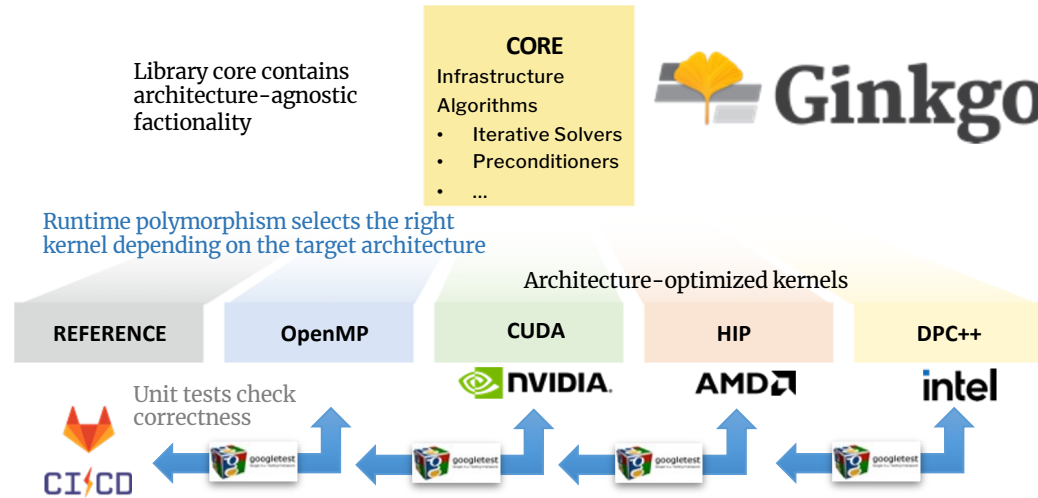 CORE
Infrastructure
Algorithms
• Iterative Solvers
• Preconditioners
• ...
Library core contains
architecture-agnostic
factionality
Ginkgo
Runtime polymorphism selects the right
kernel depending on the target architecture
Architecture-optimized kernels
REFERENCE
OpenMP
CUDA
HIP
DPC++
NVIDIA.
AMD
intel
Unit tests check
correctness
CI CD
googletest
googletest
googletest
googletest